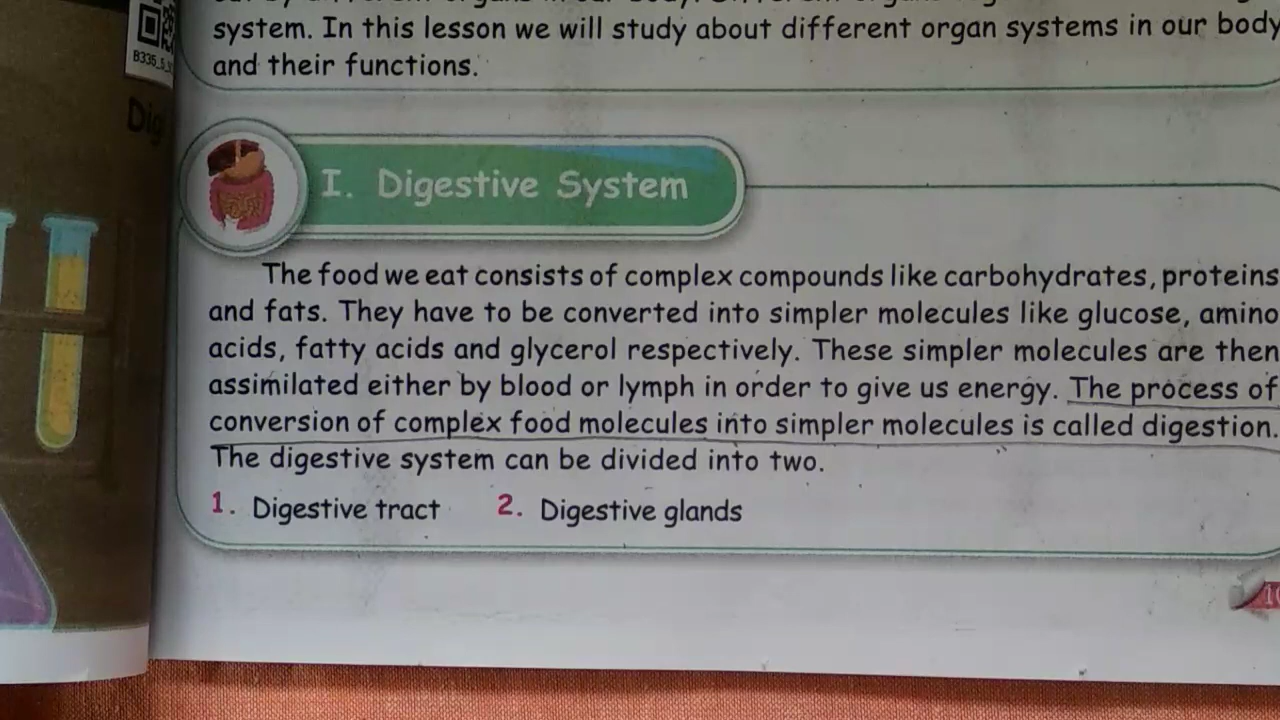 system. In this lesson we will study about different organ systems in our body
and their functions.
Dig
I. Digestive System
The food we eat consists of complex compounds like carbohydrates, proteins
and fats. They have to be converted into simpler molecules like glucose, amino
acids, fatty acids and glycerol respectively. These simpler molecules are then
assimilated either by blood or lymph in order to give us energy. The process of
conversion of complex food molecules into simpler molecules is called digestion.
The digestive system can be divided into two.
1. Digestive tract 2. Digestive glands